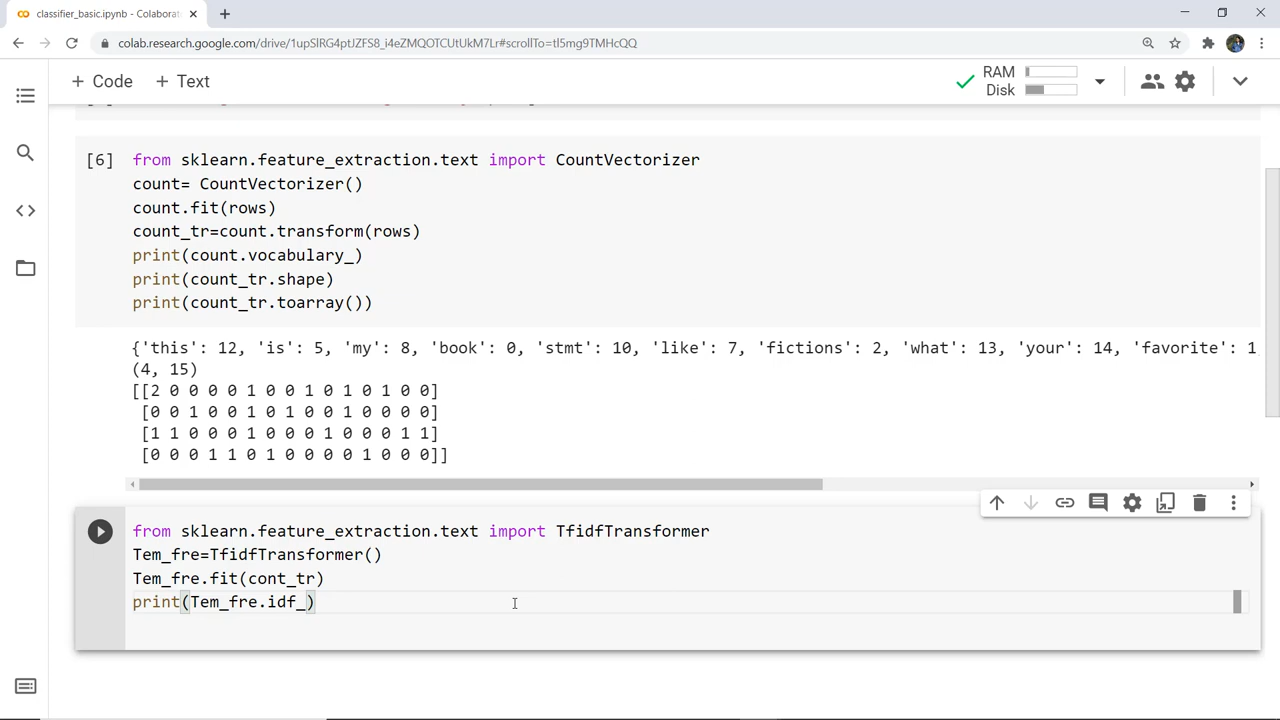 classifier_basic.ipynb - Colabora
colab.research.google.com/drive/1upSlRG4ptJZFS8_i4eZMQOTCUtUkM7Lr#scrollTo=tl5mg9TMHcQQ
+ Code + Text
RAM
Disk
[6] from sklearn.feature_extraction.text import CountVectorizer
count= CountVectorizer()
count.fit(rows)
count_tr=count.transform(rows)
print(count.vocabulary_)
print(count_tr.shape)
print(count_tr.toarray())
{'this': 12, 'is': 5, 'my': 8, 'book': 0, 'stmt': 10, 'like': 7, 'fictions': 2, 'what': 13, 'your': 14, 'favorite': 1
(4, 15)
[[2 0 0 0 0 1 0 0 1 0 1 0 1 0 0]
[0 0 1 0 0 1 0 1 0 0 1 0 0 0 0]
[1 1 0 0 0 1 0 0 0 1 0 0 0 1 1]
[0 0 0 1 1 0 1 0 0 0 0 1 0 0 0]]
from sklearn.feature_extraction.text import TfidfTransformer
Tem_fre=TfidfTransformer()
Tem_fre.fit(cont_tr)
print(Tem_fre.idf_)